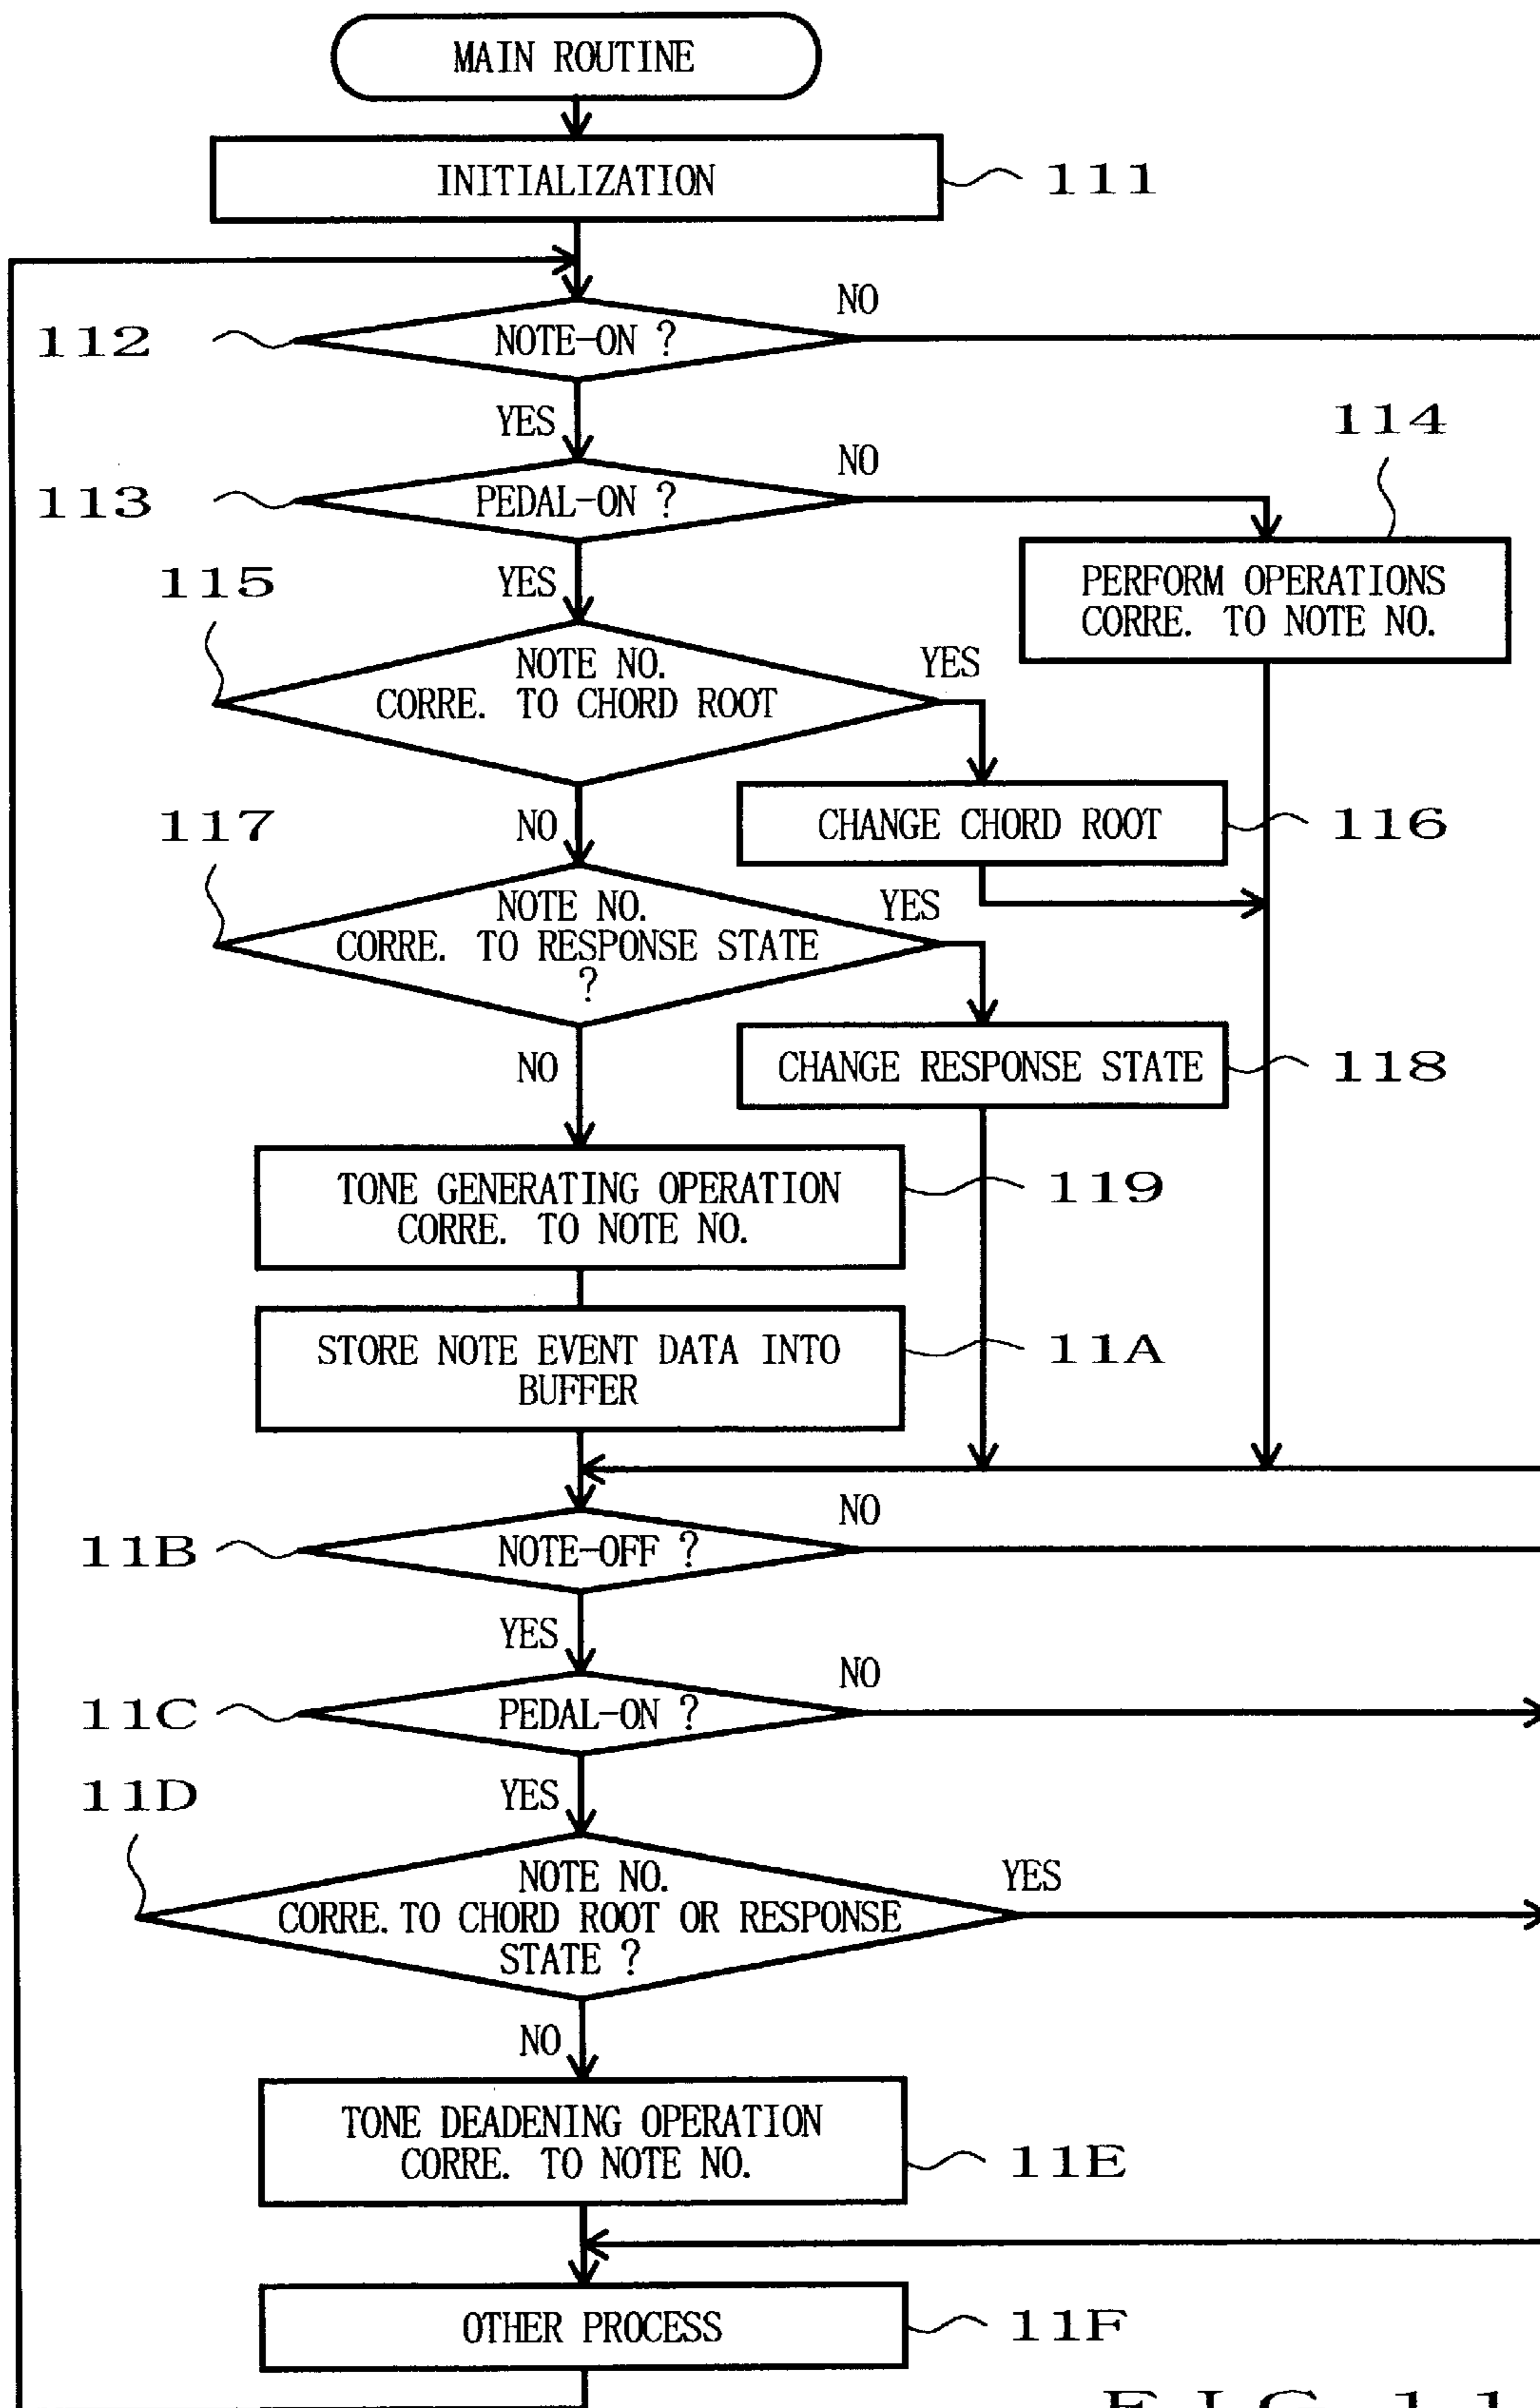 MAIN ROUTINE
INITIALIZATION
111
NO
112
NOTE-ON ?
YES
114
NO
113
PEDAL-ON ?
YES
PERFORM OPERATIONS
CORRE. TO NOTE NO.
115
NOTE NO.
CORRE. TO CHORD ROOT
YES
NO
CHANGE CHORD ROOT
116
117
NOTE NO.
CORRE. TO RESPONSE STATE
?
YES
NO
CHANGE RESPONSE STATE
118
TONE GENERATING OPERATION
CORRE. TO NOTE NO.
119
STORE NOTE EVENT DATA INTO
BUFFER
11A
NO
11B
NOTE-OFF ?
YES
NO
11C
PEDAL-ON ?
YES
11D
NOTE NO.
CORRE. TO CHORD ROOT OR RESPONSE
STATE ?
YES
NO
TONE DEADENING OPERATION
CORRE. TO NOTE NO.
11E
OTHER PROCESS
11F